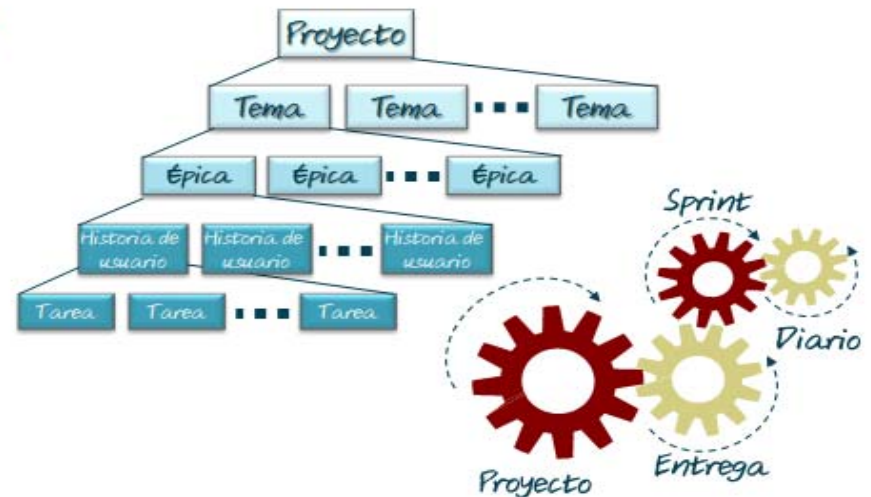 Proyecto
Tema Tema Tema
Épica Épica Épica
Historia de usuario Historia de usuario Historia de usuario
Tarea Tarea Tarea
Sprint
Diario
Entrega
Proyecto